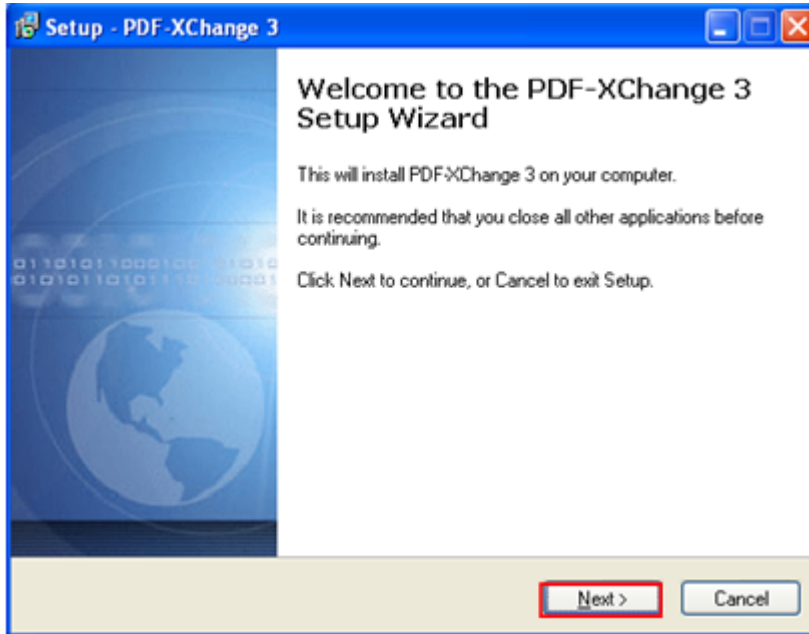 Setup - PDF-XChange 3
Welcome to the PDF-XChange 3
Setup Wizard
This will install PDF-XChange 3 on your computer.
It is recommended that you close all other applications before
continuing.
Click Next to continue, or Cancel to exit Setup.
Next >
Cancel